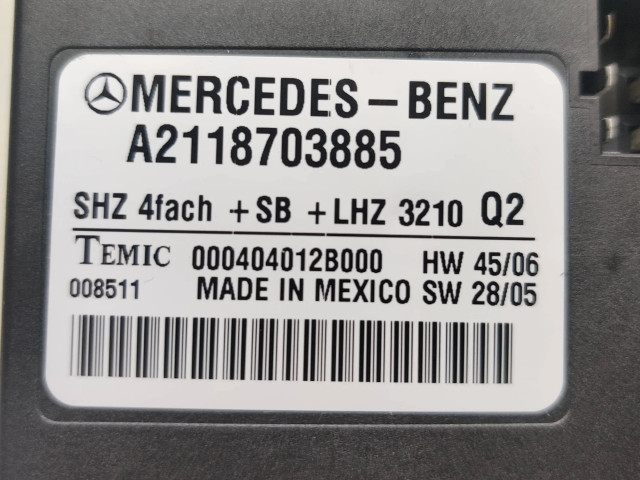 MERCEDES-BENZ
A2118703885
SHZ 4fach + SB + LHZ 3210 Q2
TEMIC 000404012B000 HW 45/06
008511 MADE IN MEXICO SW 28/05